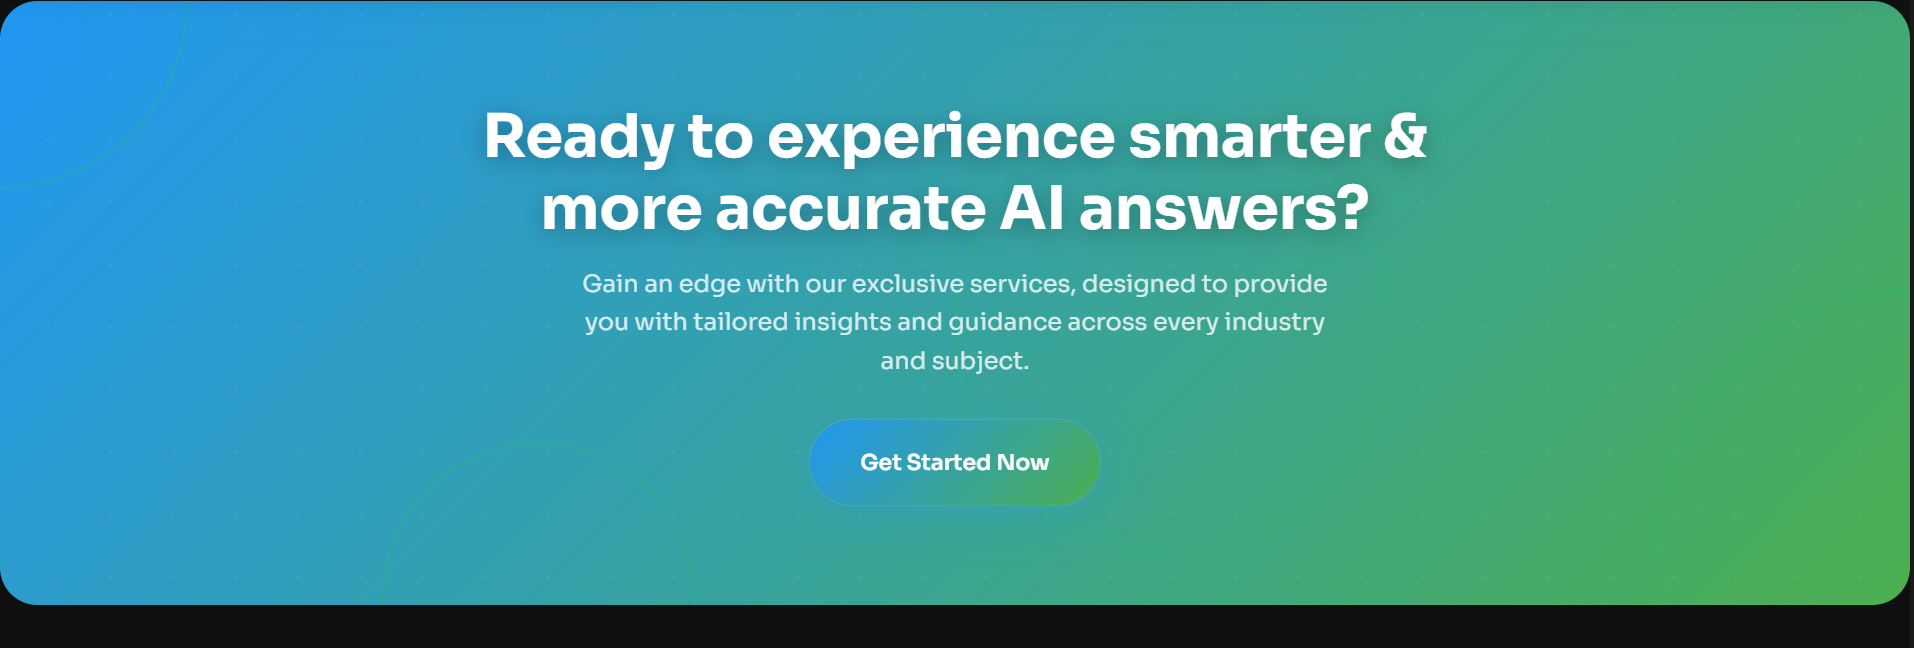 Ready to experience smarter &
more accurate AI answers?
Gain an edge with our exclusive services, designed to provide
you with tailored insights and guidance across every industry
and subject.
Get Started Now